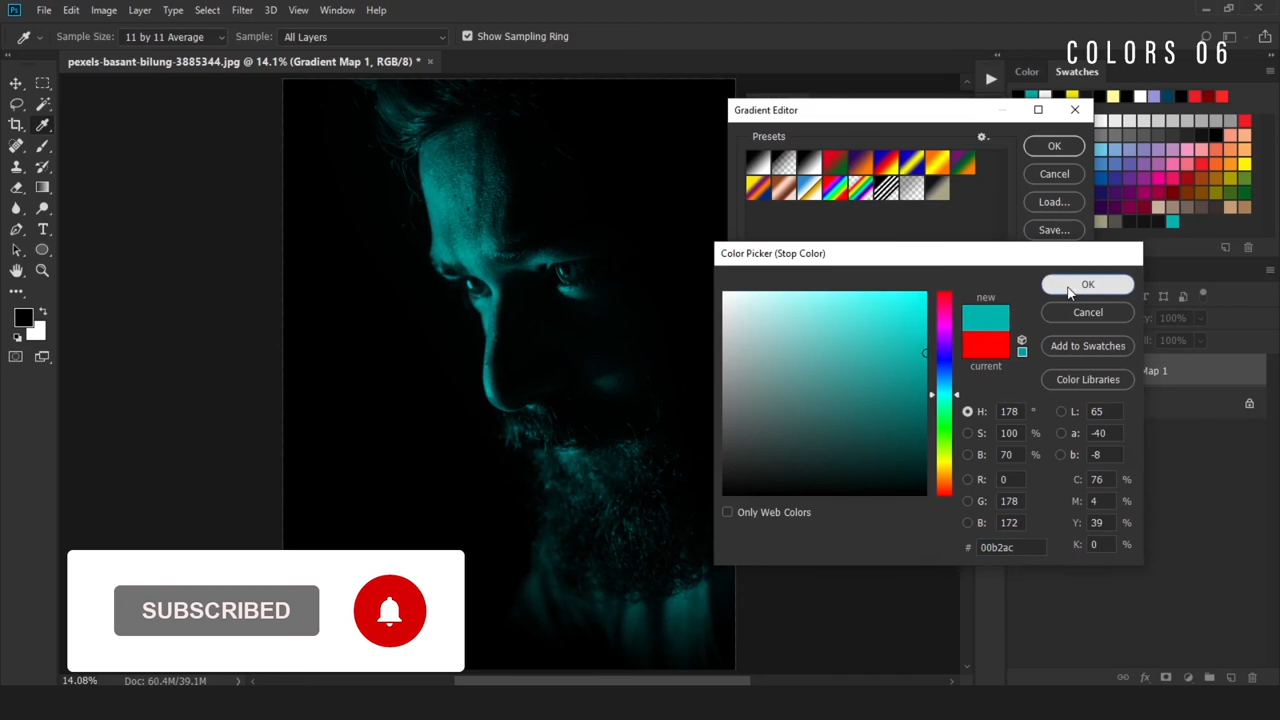 Ps File Edit Image Layer Type Select Filter 3D View Window Help
Sample Size: 11 by 11 Average Sample: All Layers Show Sampling Ring
COLORS 06
pexels-basant-bilung-3885344.jpg @ 14.1% (Gradient Map 1, RGB/8) * ×
Color Swatches
Gradient Editor
Presets
OK
Cancel
Load...
Save...
Color Picker (Stop Color)
new
current
OK
Cancel
Add to Swatches
Color Libraries
H: 178 ° L: 65
S: 100 % a: -40
B: 70 % b: -8
R: 0 C: 76 %
G: 178 M: 4 %
B: 172 Y: 39 %
# 00b2ac K: 0 %
Only Web Colors
100%
100%
Map 1
SUBSCRIBED
14.08% Doc: 60.4M/39.1M